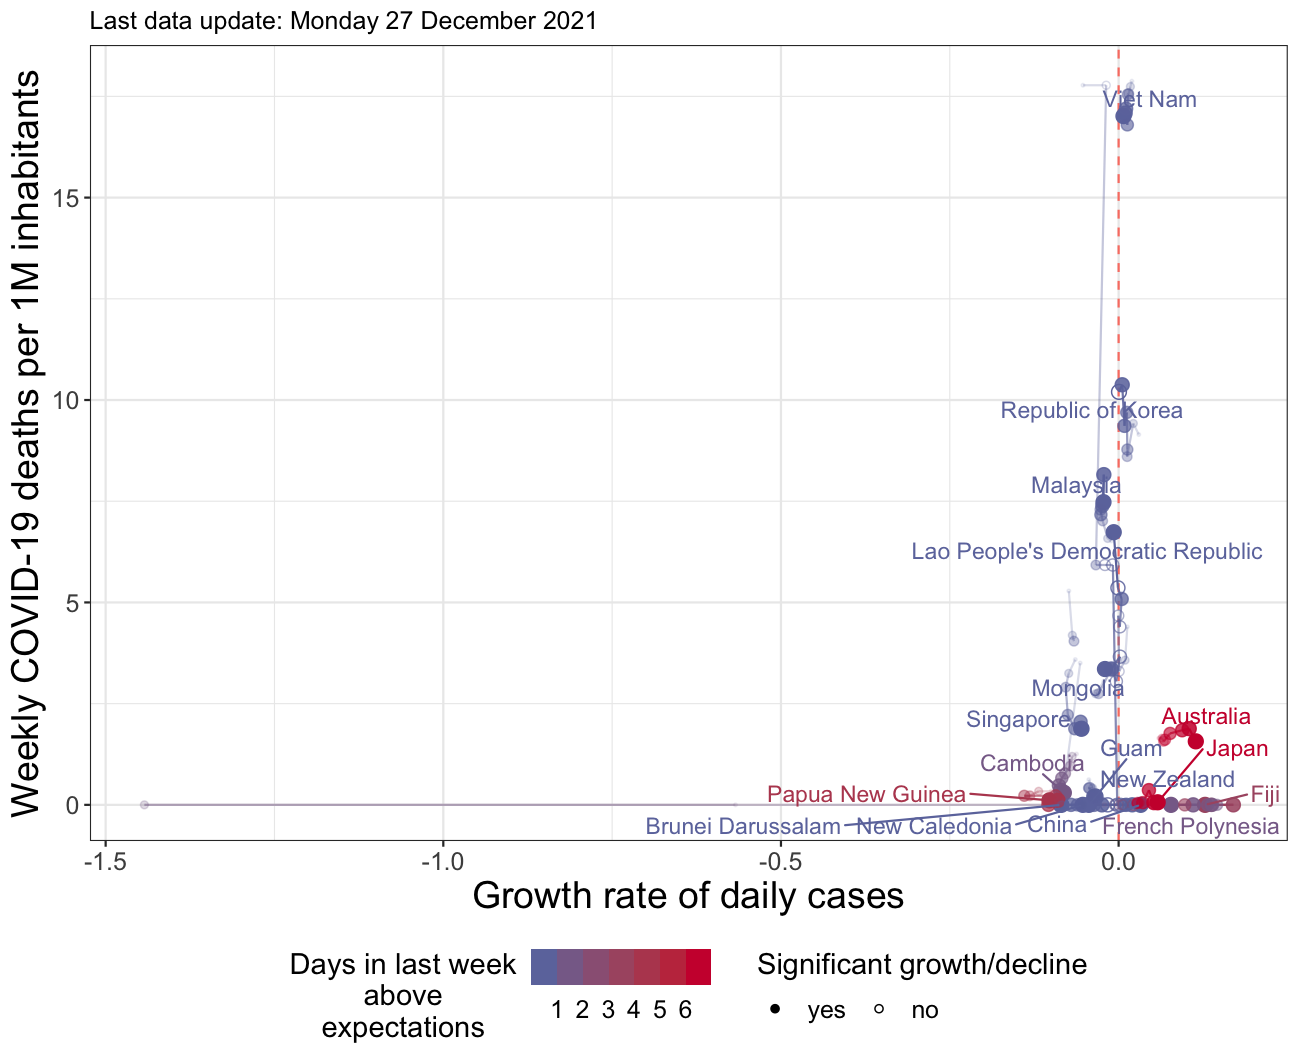 Last data update: Monday 27 December 2021
Weekly COVID-19 deaths per 1M inhabitants
15
10
5
0
Viet Nam
Republic of Korea
Malaysia
Lao People's Democratic Republic
Mongolia
Singapore
Australia
Guam
Japan
Cambodia
New Zealand
Papua New Guinea
Fiji
Brunei Darussalam
New Caledonia
China
French Polynesia
-1.5
-1.0
-0.5
0.0
Growth rate of daily cases
Days in last week
above
expectations
1 2 3 4 5 6
Significant growth/decline
yes no